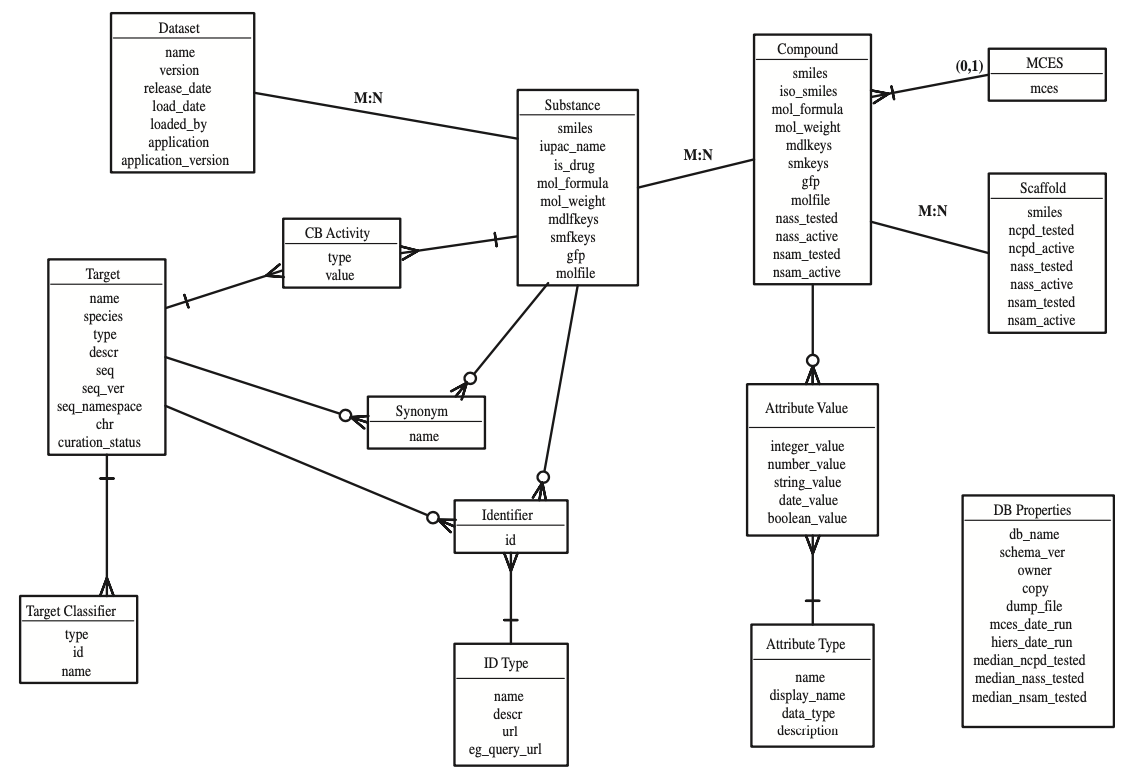 Dataset
name
version
release_date
load_date
loaded_by
application
application_version
M:N
Substance
smiles
iupac_name
is_drug
mol_formula
mol_weight
mdlfkeys
smfkeys
gfp
molfile
M:N
Compound
smiles
iso_smiles
mol_formula
mol_weight
mdlkeys
smkeys
gfp
molfile
nass_tested
nass_active
nsam_tested
nsam_active
(0,1)
MCES
mces
M:N
Scaffold
smiles
ncpd_tested
ncpd_active
nass_tested
nass_active
nsam_tested
nsam_active
CB Activity
type
value
Target
name
species
type
descr
seq
seq_ver
seq_namespace
chr
curation_status
Synonym
name
Identifier
id
Attribute Value
integer_value
number_value
string_value
date_value
boolean_value
DB Properties
db_name
schema_ver
owner
copy
dump_file
mces_date_run
hiers_date_run
median_ncpd_tested
median_nass_tested
median_nsam_tested
Target Classifier
type
id
name
ID Type
name
descr
url
eg_query_url
Attribute Type
name
display_name
data_type
description